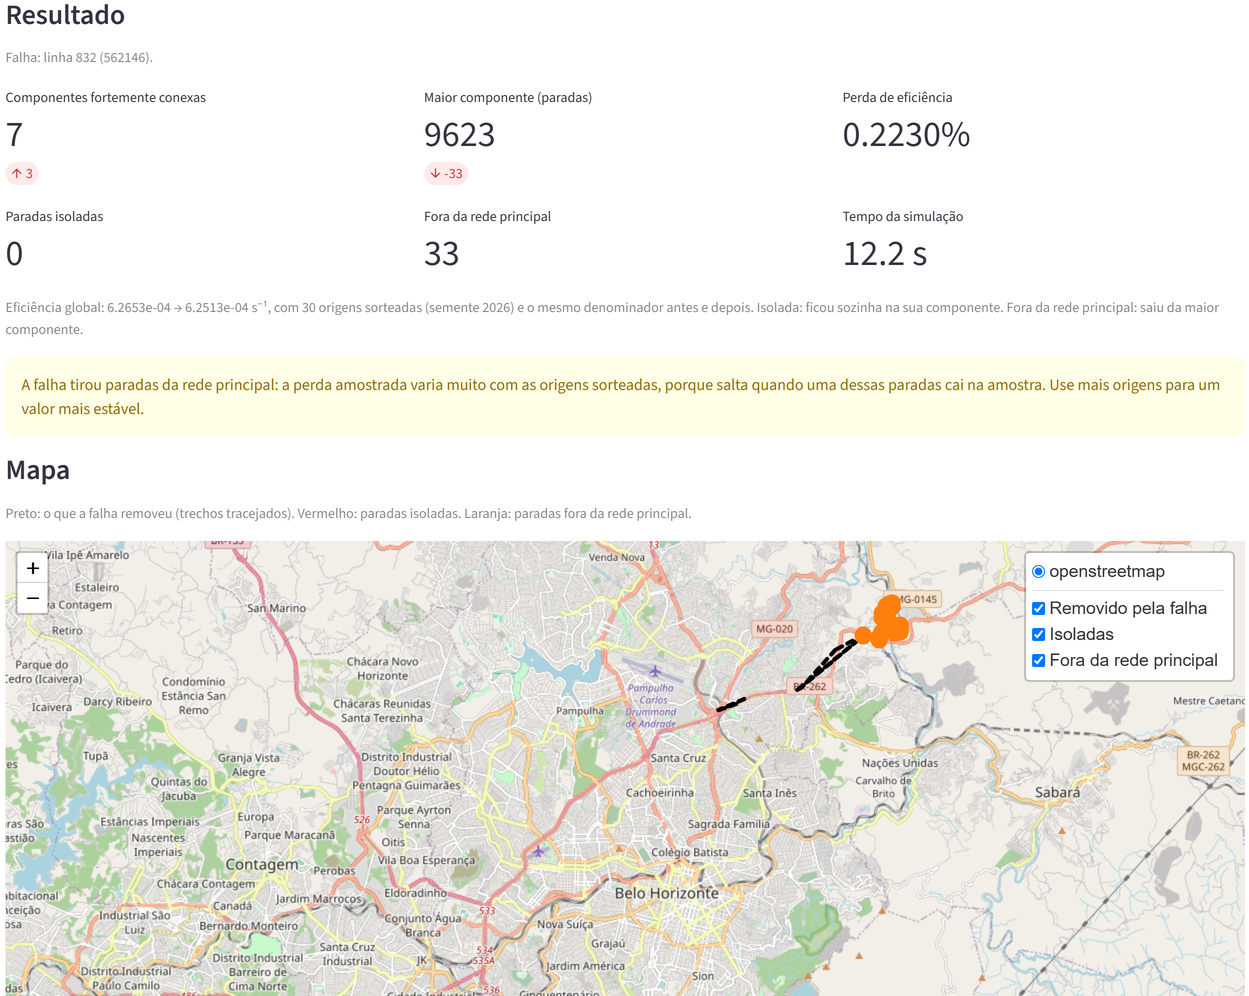 Resultado
Falha: linha 832 (562146).
Componentes fortemente conexas
Maior componente (paradas)
Perda de eficiência
7
9623
0.2230%
↑ 3
↓ -33
Paradas isoladas
Fora da rede principal
Tempo da simulação
0
33
12.2 s
Eficiência global: 6.2653e-04 → 6.2513e-04 s⁻¹, com 30 origens sorteadas (semente 2026) e o mesmo denominador antes e depois. Isolada: ficou sozinha na sua componente. Fora da rede principal: saiu da maior
componente.
A falha tirou paradas da rede principal: a perda amostrada varia muito com as origens sorteadas, porque salta quando uma dessas paradas cai na amostra. Use mais origens para um
valor mais estável.
Mapa
Preto: o que a falha removeu (trechos tracejados). Vermelho: paradas isoladas. Laranja: paradas fora da rede principal.
+
−
openstreetmap
Removido pela falha
Isoladas
Fora da rede principal
Vila Ipê Amarelo
Venda Nova
13
Estaleiro
va Contagem
San Marino
MG-0145
Retiro
MG-020
Parque do
Cedro (Icaivera)
Chácara Novo
Horizonte
Condomínio
Estância San
Remo
Pampulha
Carlos
Drummond
de Andrade
BR-262
Icaivera
Darcy Ribeiro
Chácaras Reunidas
Santa Terezinha
Pampulha
Mestre Caetano
Tupã
Granja Vista
Alegre
Distrito Industrial
Doutor Hélio
Pentagna Guimarães
Santa Cruz
Nações Unidas
BR-262
MGC-262
Quintas do
Jacuba
Cachoeirinha
Santa Inês
Carvalho de
Brito
Sabará
Estâncias Imperiais
Europa
526
Parque Ayrton
Senna
Sagrada Família
Nascentes
Imperiais
Parque Maracanã
Oitis
Contagem
Perobas
Vila Boa Esperança
Colégio Batista
Chácara Contagem
Jardim Marrocos
Eldoradinho
Belo Horizonte
Canadá
533
Industrial São
Luiz
Bernardo Monteiro
Conjunto Água
Branca
Nova Suíça
Grajaú
Santa Cruz
Industrial
534
535A
Distrito Industrial
Paulo Camilo
Distrito Industrial
Barreiro de
Cima Norte
JK
Jardim América
Sion
536